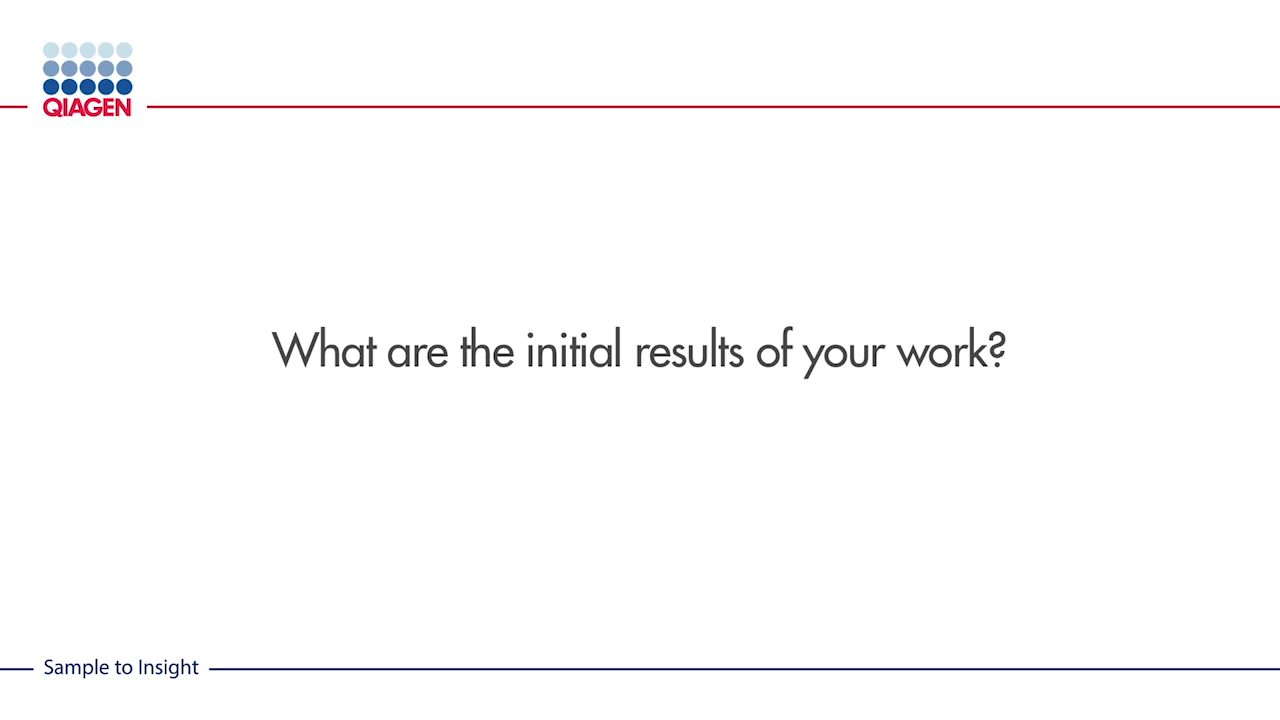 QIAGEN
What are the initial results of your work?
Sample to Insight